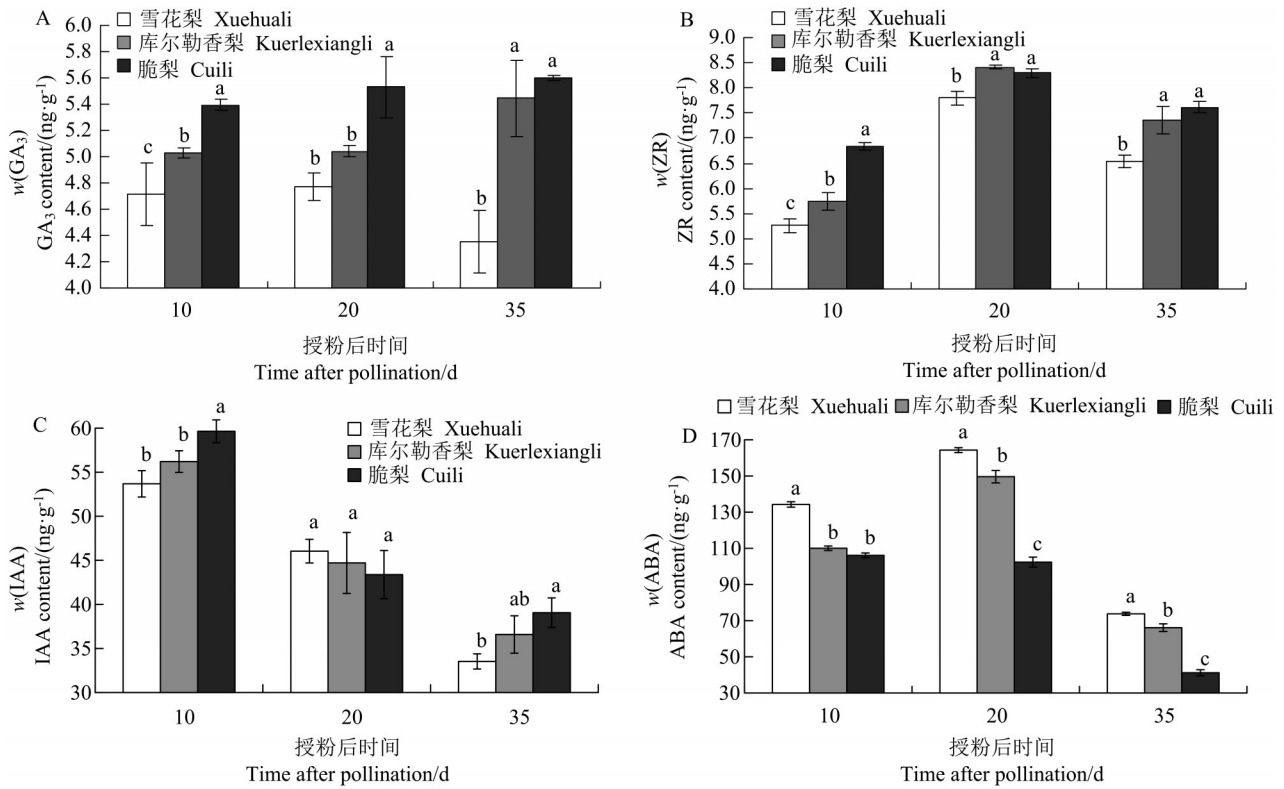 A
雪花梨 Xuehuali
库尔勒香梨 Kuerlexiangli
脆梨 Cuili
w(GA₃)
GA₃ content/(ng·g⁻¹)
6.0
5.8
5.6
5.4
5.2
5.0
4.8
4.6
4.4
4.2
4.0
c
b
a
b
b
a
b
a
a
10
20
35
授粉后时间
Time after pollination/d
B
雪花梨 Xuehuali
库尔勒香梨 Kuerlexiangli
脆梨 Cuili
w(ZR)
ZR content/(ng·g⁻¹)
9.0
8.5
8.0
7.5
7.0
6.5
6.0
5.5
5.0
4.5
4.0
c
b
a
b
a
a
b
a
a
10
20
35
授粉后时间
Time after pollination/d
C
雪花梨 Xuehuali
库尔勒香梨 Kuerlexiangli
脆梨 Cuili
w(IAA)
IAA content/(ng·g⁻¹)
60
55
50
45
40
35
30
b
b
a
a
a
a
b
ab
a
10
20
35
授粉后时间
Time after pollination/d
雪花梨 Xuehuali 库尔勒香梨 Kuerlexiangli 脆梨 Cuili
D
w(ABA)
ABA content/(ng·g⁻¹)
170
150
130
110
90
70
50
30
a
b
b
a
b
c
a
b
c
10
20
35
授粉后时间
Time after pollination/d